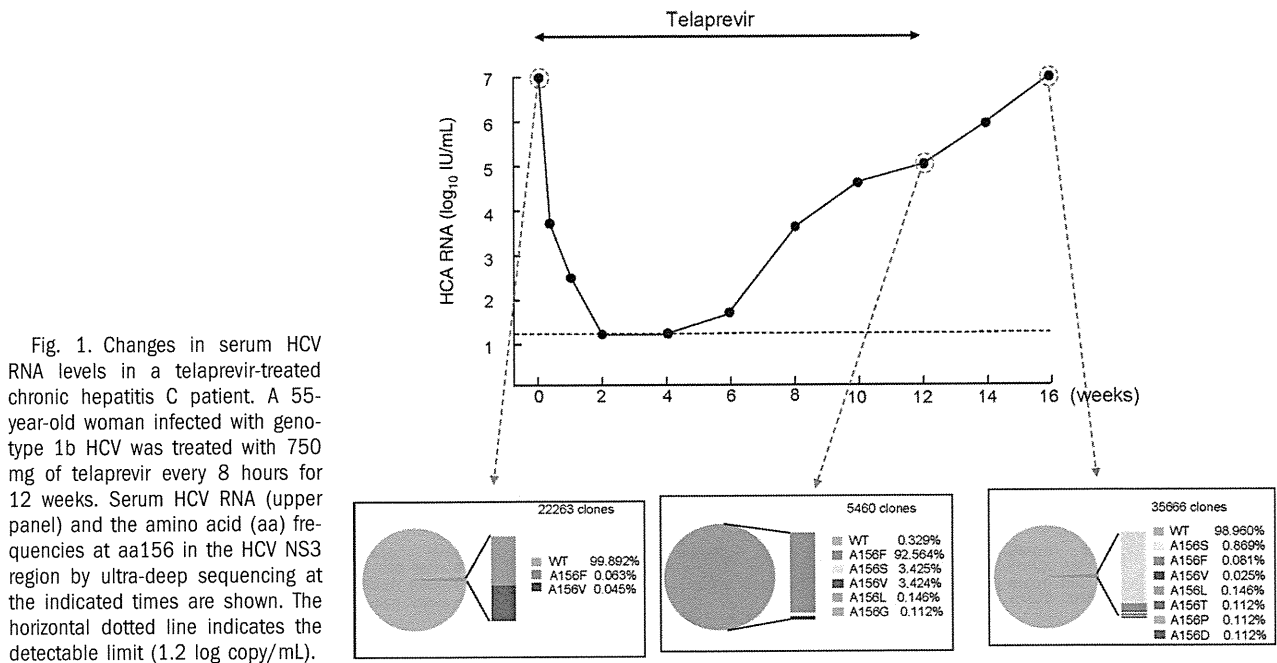 Telaprevir
HCA RNA (log10 IU/mL)
7
6
5
4
3
2
1
0 2 4 6 8 10 12 14 16 (weeks)
Fig. 1. Changes in serum HCV
RNA levels in a telaprevir-treated
chronic hepatitis C patient. A 55-
year-old woman infected with geno-
type 1b HCV was treated with 750
mg of telaprevir every 8 hours for
12 weeks. Serum HCV RNA (upper
panel) and the amino acid (aa) fre-
quencies at aa156 in the HCV NS3
region by ultra-deep sequencing at
the indicated times are shown. The
horizontal dotted line indicates the
detectable limit (1.2 log copy/mL).
22263 clones
WT 99.892%
A156F 0.063%
A156V 0.045%
5460 clones
WT 0.329%
A156F 92.564%
A156S 3.425%
A156V 3.424%
A156L 0.146%
A156G 0.112%
35666 clones
WT 98.960%
A156S 0.869%
A156F 0.081%
A156V 0.025%
A156L 0.146%
A156T 0.112%
A156P 0.112%
A156D 0.112%